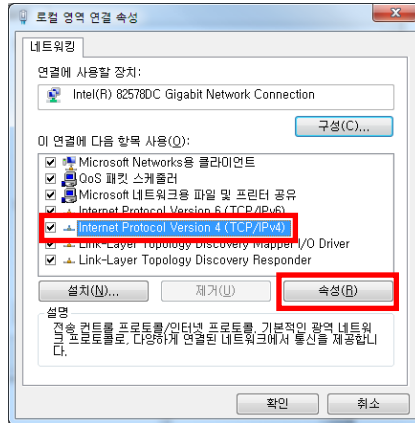 로컬 영역 연결 속성
네트워킹
연결에 사용할 장치:
Intel(R) 82578DC Gigabit Network Connection
구성(C)...
이 연결에 다음 항목 사용(O):
Microsoft Networks용 클라이언트
QoS 패킷 스케줄러
Microsoft 네트워크용 파일 및 프린터 공유
Internet Protocol Version 6 (TCP/IPv6)
Internet Protocol Version 4 (TCP/IPv4)
Link-Layer Topology Discovery Mapper I/O Driver
Link-Layer Topology Discovery Responder
설치(N)... 제거(U) 속성(R)
설명
전송 컨트롤 프로토콜/인터넷 프로토콜. 기본적인 광역 네트워
크 프로토콜로, 다양하게 연결된 네트워크에서 통신을 제공합니
다.
확인 취소